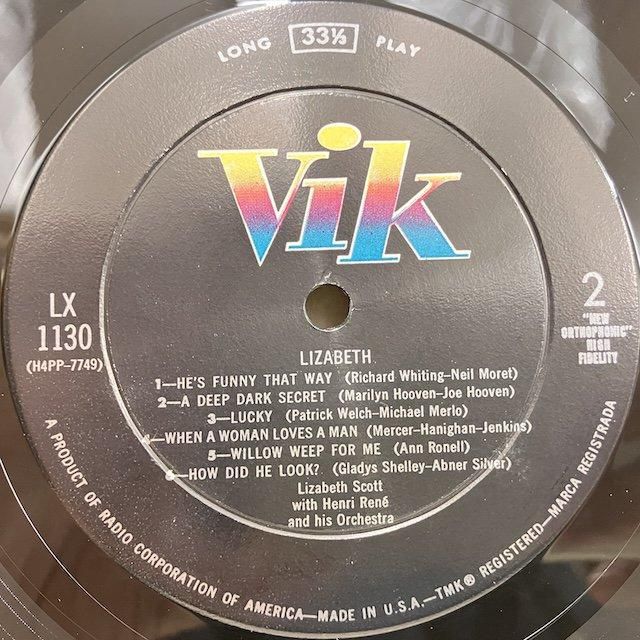 LONG 33⅓ PLAY
Vik
LX
1130
(H4PP-7749)
2
"NEW
ORTHOPHONIC"
HIGH
FIDELITY
LIZABETH
1—HE'S FUNNY THAT WAY (Richard Whiting–Neil Moret)
2—A DEEP DARK SECRET (Marilyn Hooven–Joe Hooven)
3—LUCKY (Patrick Welch–Michael Merlo)
4—WHEN A WOMAN LOVES A MAN (Mercer–Hanighan–Jenkins)
5—WILLOW WEEP FOR ME (Ann Ronell)
6—HOW DID HE LOOK? (Gladys Shelley–Abner Silver)
Lizabeth Scott
with Henri René
and his Orchestra
A PRODUCT OF RADIO CORPORATION OF AMERICA—MADE IN U.S.A.—TMK® REGISTERED—MARCA REGISTRADA